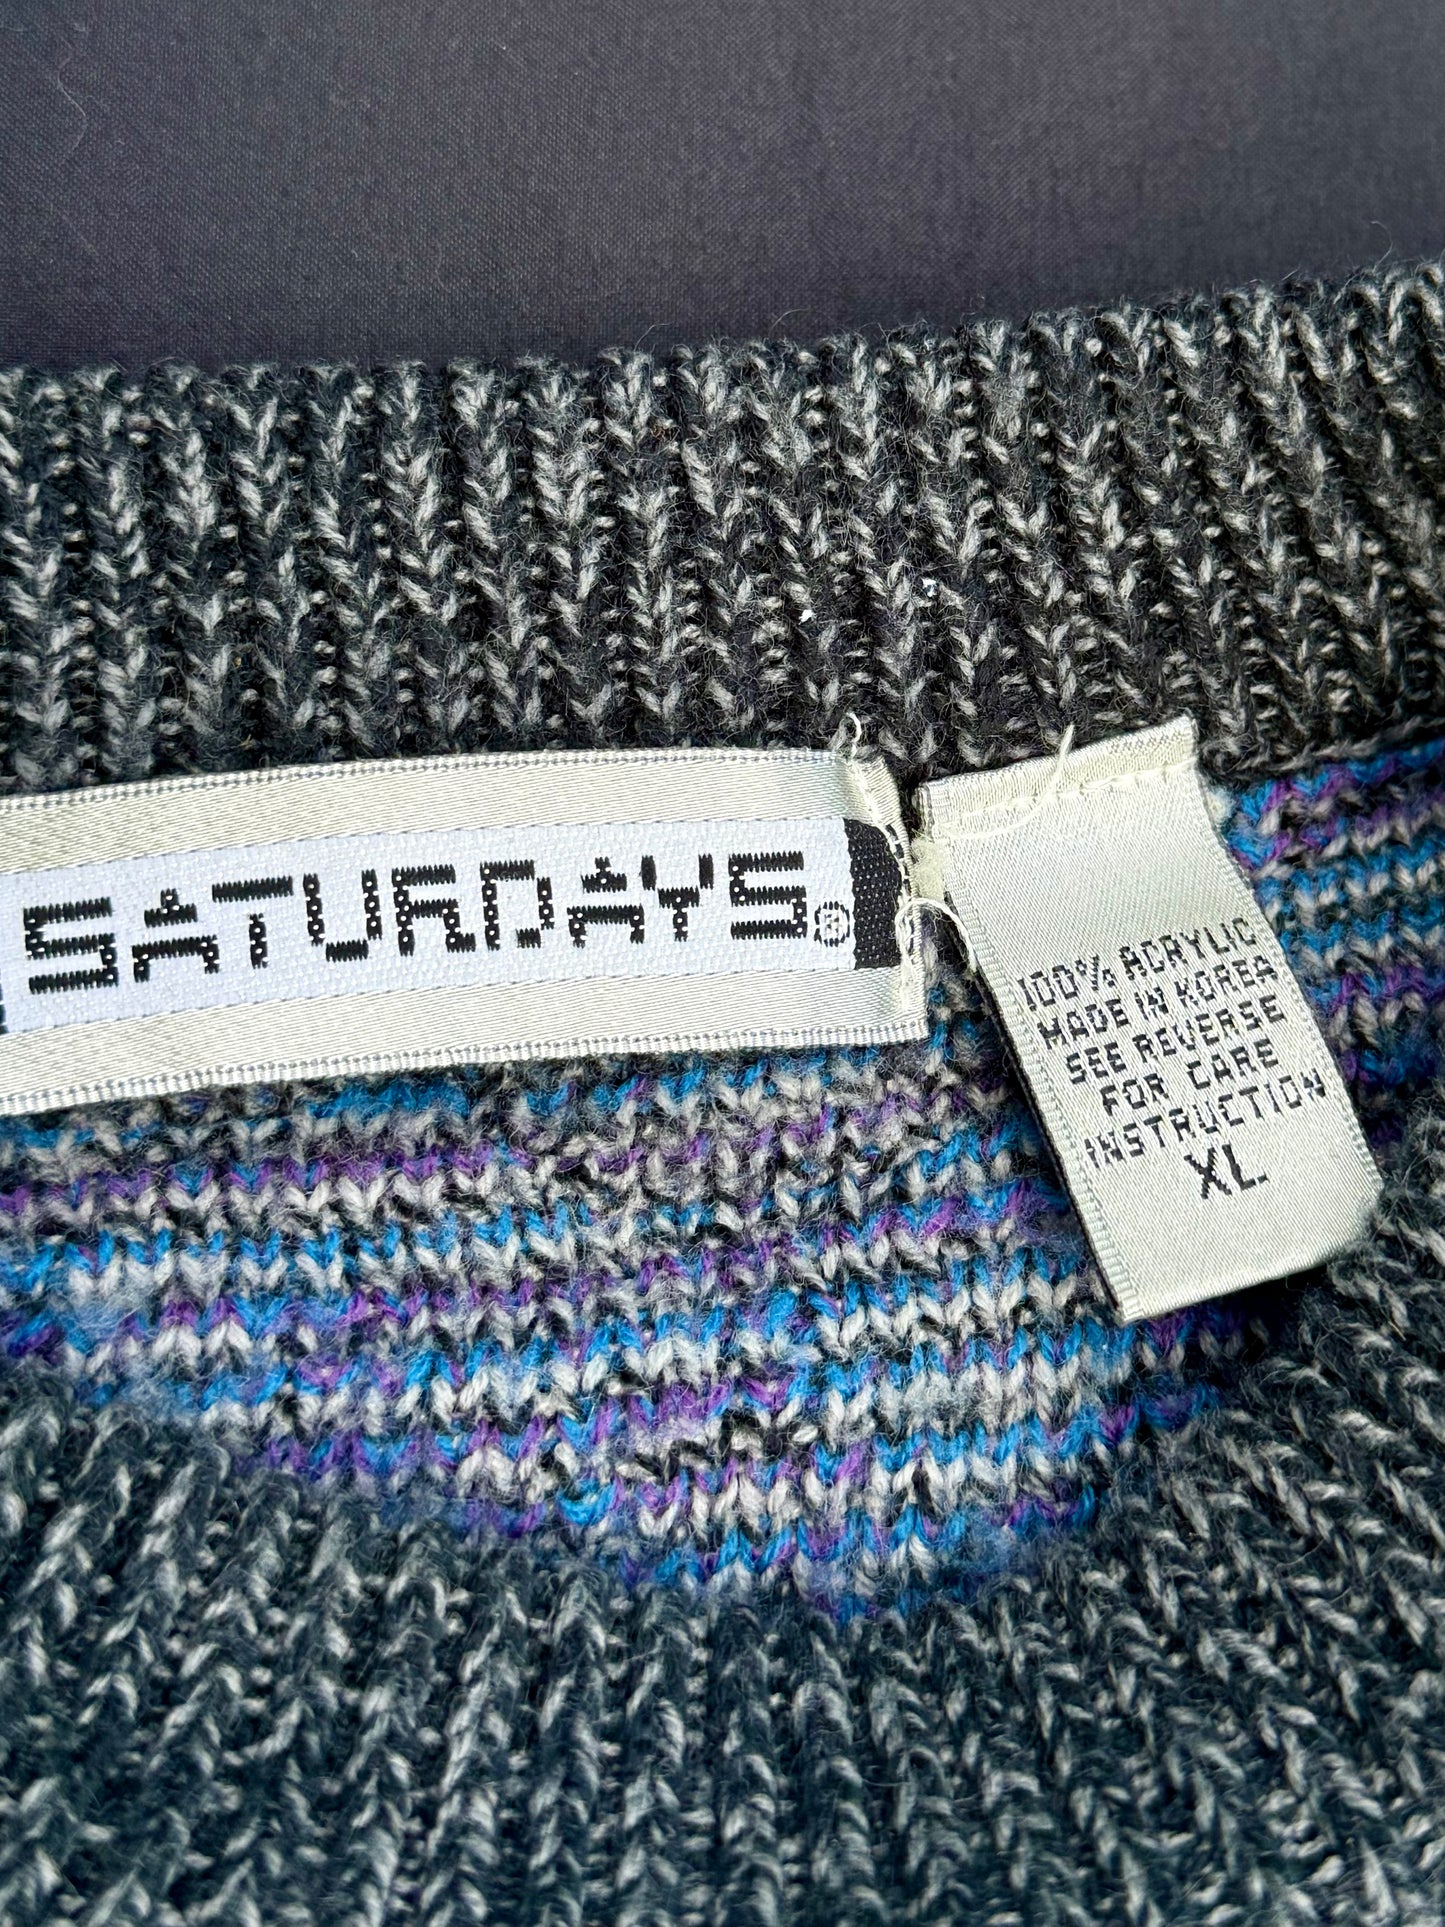 SATURDAYS®
100% ACRYLIC
MADE IN KOREA
SEE REVERSE
FOR CARE
INSTRUCTION
XL